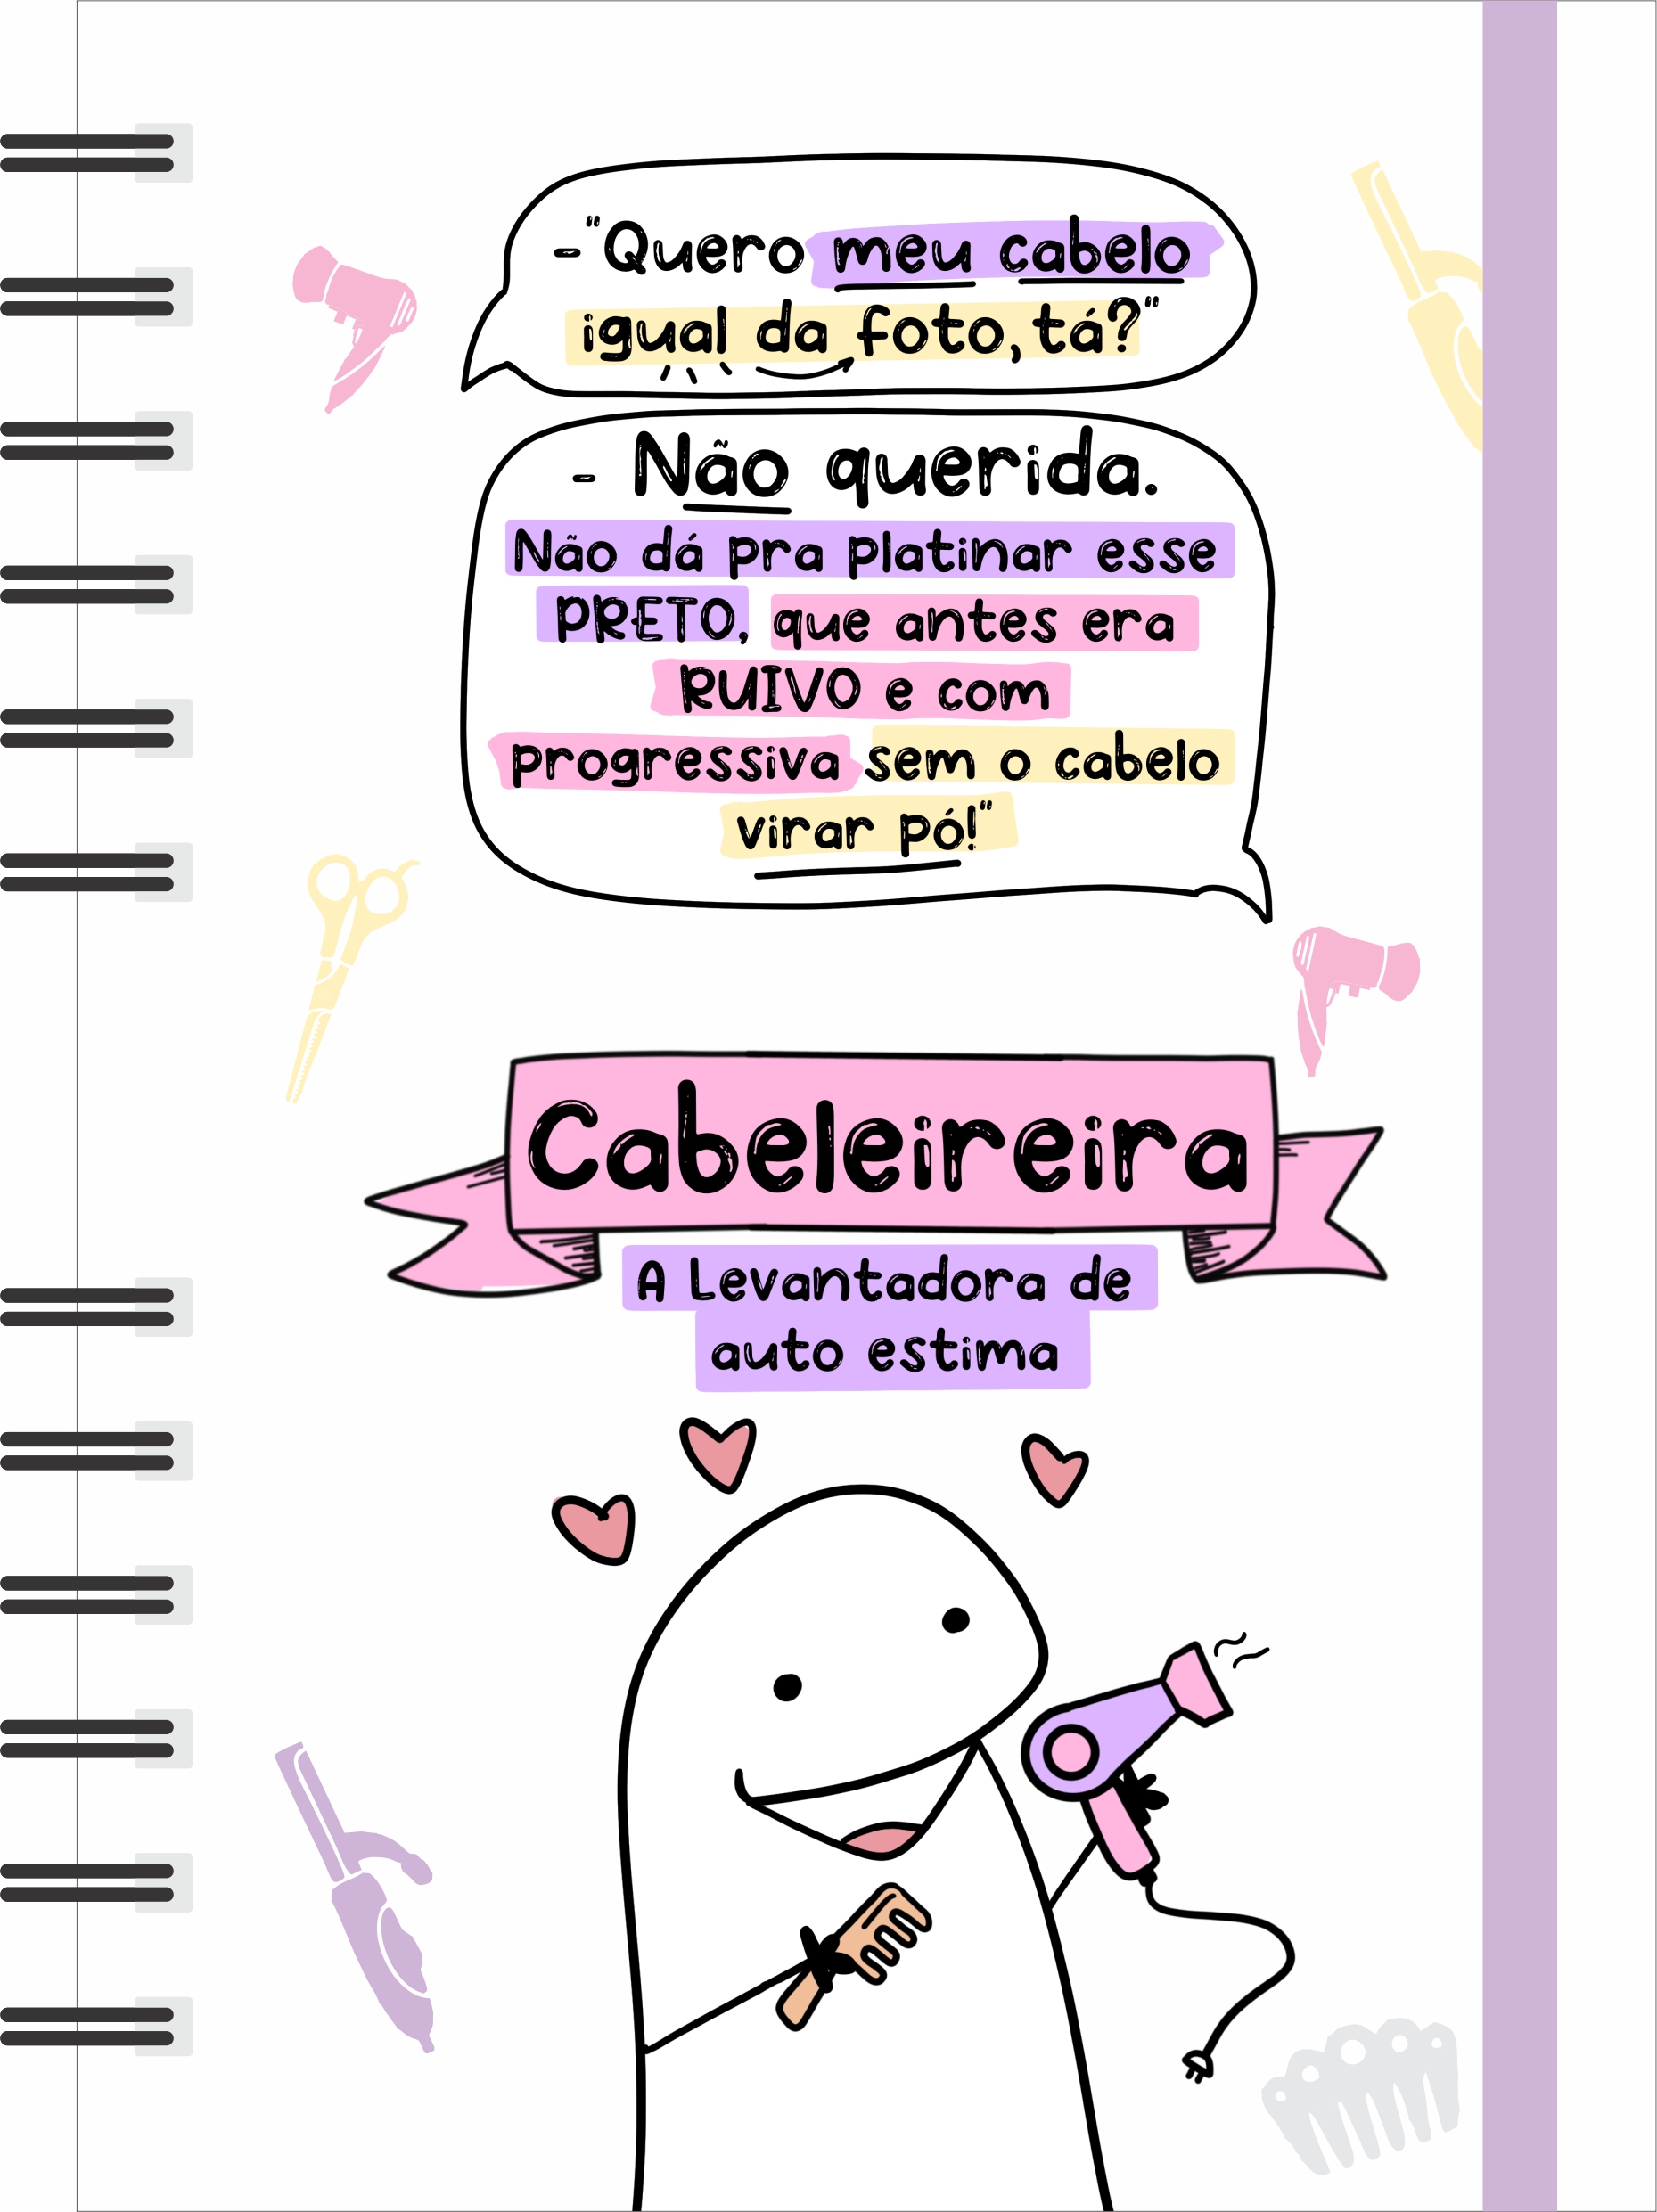 -"Quero meu cabelo
igual da foto, tá?"
- Não querida.
Não dá pra platinar esse
PRETO, que antes era
RUIVO e com
progressiva sem o cabelo
virar pó!"
Cabeleireira
A Levantadora de
auto estima